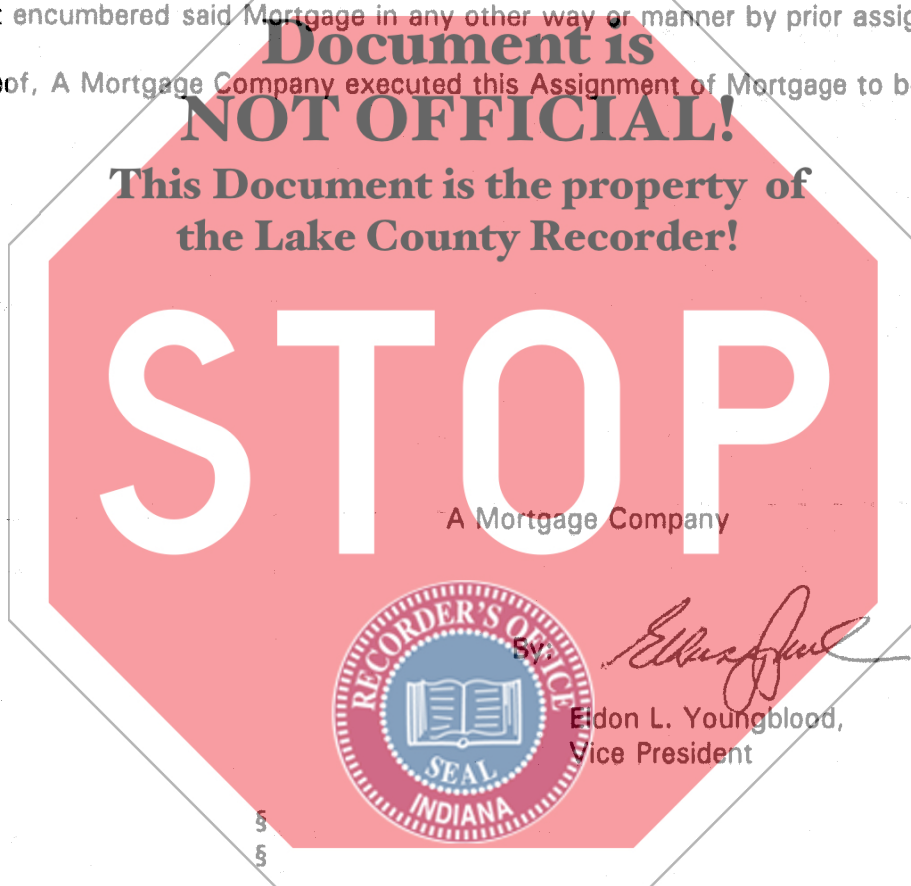 encumbered said Mortgage in any other way or manner by prior assig
Document is
of, A Mortgage Company executed this Assignment of Mortgage to b
NOT OFFICIAL!
This Document is the property of
the Lake County Recorder!
STOP
A Mortgage Company
RECORDER'S OFFICE
By:
Eldon L. Youngblood,
Vice President
SEAL
INDIANA
§
§